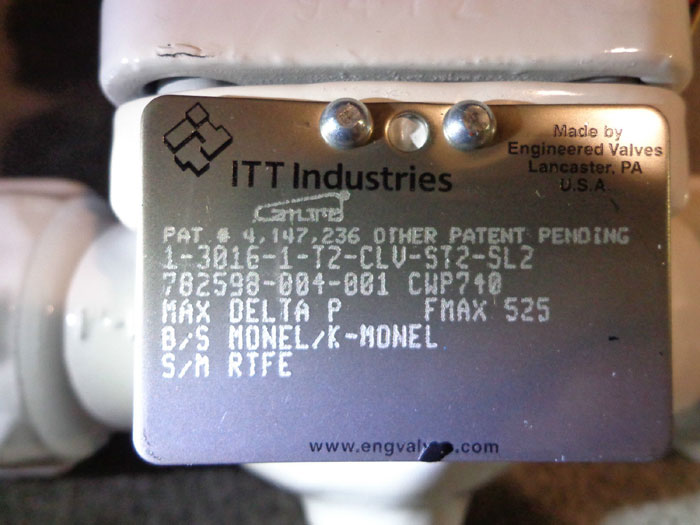 Made by
Engineered Valves
Lancaster, PA
U.S.A.
ITT Industries
PAT # 4,147,236 OTHER PATENT PENDING
1-3016-1-T2-CLV-ST2-SL2
782598-004-001 CWP740
MAX DELTA P FMAX 525
B/S MONEL/K-MONEL
S/M RTFE